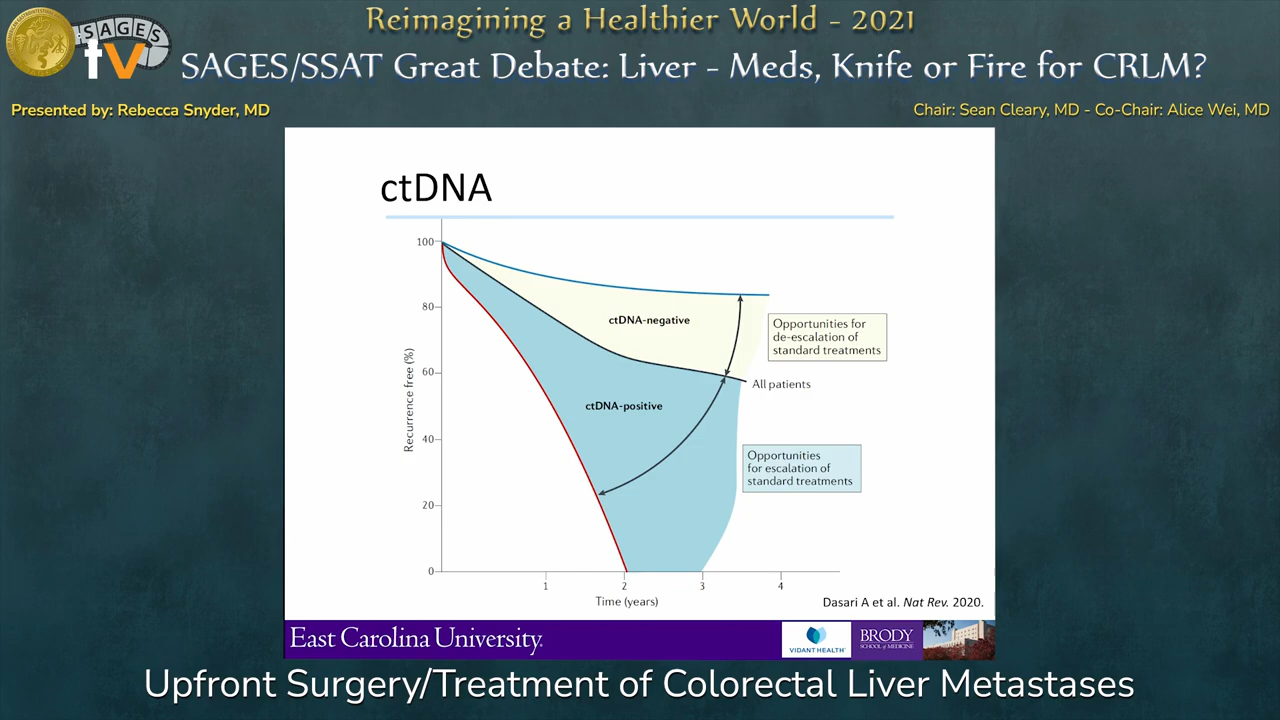 Reimagining a Healthier World - 2021
SAGES
tv
SAGES/SSAT Great Debate: Liver - Meds, Knife or Fire for CRLM?
Presented by: Rebecca Snyder, MD
Chair: Sean Cleary, MD - Co-Chair: Alice Wei, MD
ctDNA
100
80
60
40
20
0
Recurrence free (%)
ctDNA-negative
Opportunities for
de-escalation of
standard treatments
All patients
ctDNA-positive
Opportunities
for escalation of
standard treatments
1
2
3
4
Time (years)
Dasari A et al. Nat Rev. 2020.
East Carolina University.
VIDANT HEALTH
BRODY
SCHOOL of MEDICINE
Upfront Surgery/Treatment of Colorectal Liver Metastases